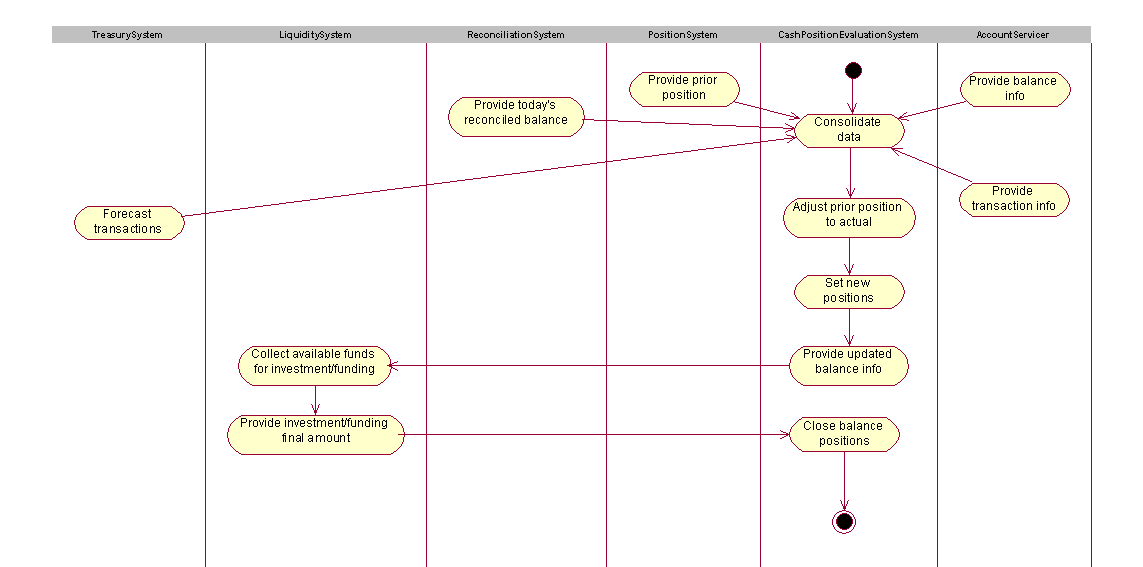 TreasurySystem
LiquiditySystem
ReconciliationSystem
PositionSystem
CashPositionEvaluationSystem
AccountServicer
Provide prior
position
Provide balance
info
Provide today's
reconciled balance
Consolidate
data
Provide
transaction info
Forecast
transactions
Adjust prior position
to actual
Set new
positions
Collect available funds
for investment/funding
Provide updated
balance info
Provide investment/funding
final amount
Close balance
positions